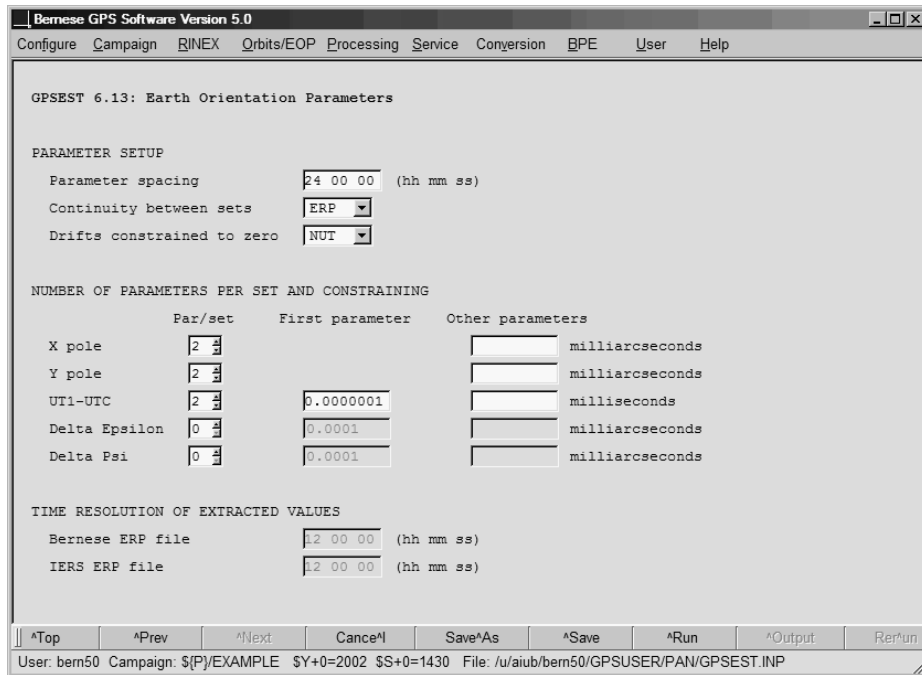 Bernese GPS Software Version 5.0
Configure Campaign RINEX Orbits/EOP Processing Service Conversion BPE User Help
GPSEST 6.13: Earth Orientation Parameters
PARAMETER SETUP
Parameter spacing 24 00 00 (hh mm ss)
Continuity between sets ERP
Drifts constrained to zero NUT
NUMBER OF PARAMETERS PER SET AND CONSTRAINING
Par/set First parameter Other parameters
X pole 2 milliarcseconds
Y pole 2 milliarcseconds
UT1-UTC 2 0.0000001 milliseconds
Delta Epsilon 0 0.0001 milliarcseconds
Delta Psi 0 0.0001 milliarcseconds
TIME RESOLUTION OF EXTRACTED VALUES
Bernese ERP file 12 00 00 (hh mm ss)
IERS ERP file 12 00 00 (hh mm ss)
^Top ^Prev ^Next Cance^l Save^As ^Save ^Run ^Output Rer^un
User: bern50 Campaign: ${P}/EXAMPLE $Y+0=2002 $S+0=1430 File: /u/aiub/bern50/GPSUSER/PAN/GPSEST.INP